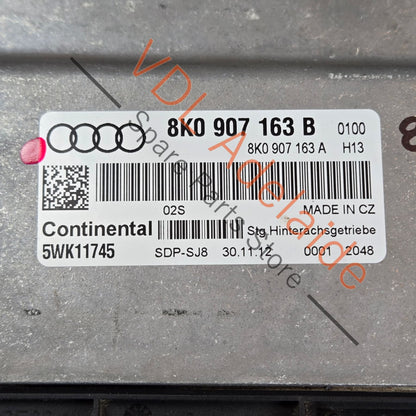 8K0 907 163 B 0100
8K0 907 163 A H13
02S MADE IN CZ
Continental Stg.Hinterachsgetriebe
5WK11745 SDP-SJ8 30.11.12 0001 2048
VDL Adelaide
Spare Parts Store
8